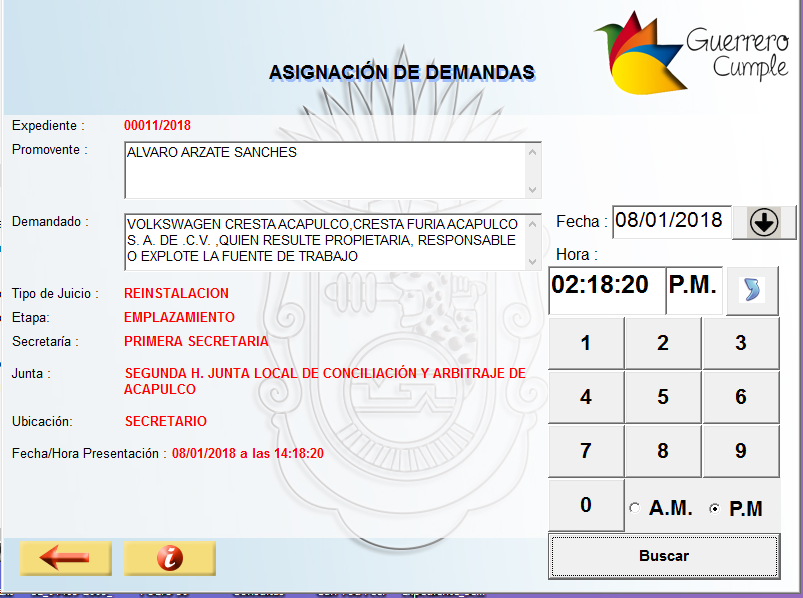 Guerrero
Cumple
ASIGNACIÓN DE DEMANDAS
Expediente : 00011/2018
Promovente : ALVARO ARZATE SANCHES
Demandado : VOLKSWAGEN CRESTA ACAPULCO,CRESTA FURIA ACAPULCO
S. A. DE .C.V. ,QUIEN RESULTE PROPIETARIA, RESPONSABLE
O EXPLOTE LA FUENTE DE TRABAJO
Tipo de Juicio : REINSTALACION
Etapa: EMPLAZAMIENTO
Secretaría : PRIMERA SECRETARIA
Junta : SEGUNDA H. JUNTA LOCAL DE CONCILIACIÓN Y ARBITRAJE DE
ACAPULCO
Ubicación: SECRETARIO
Fecha/Hora Presentación : 08/01/2018 a las 14:18:20
Fecha : 08/01/2018
Hora :
02:18:20 P.M.
1 2 3
4 5 6
7 8 9
0 A.M. P.M
Buscar